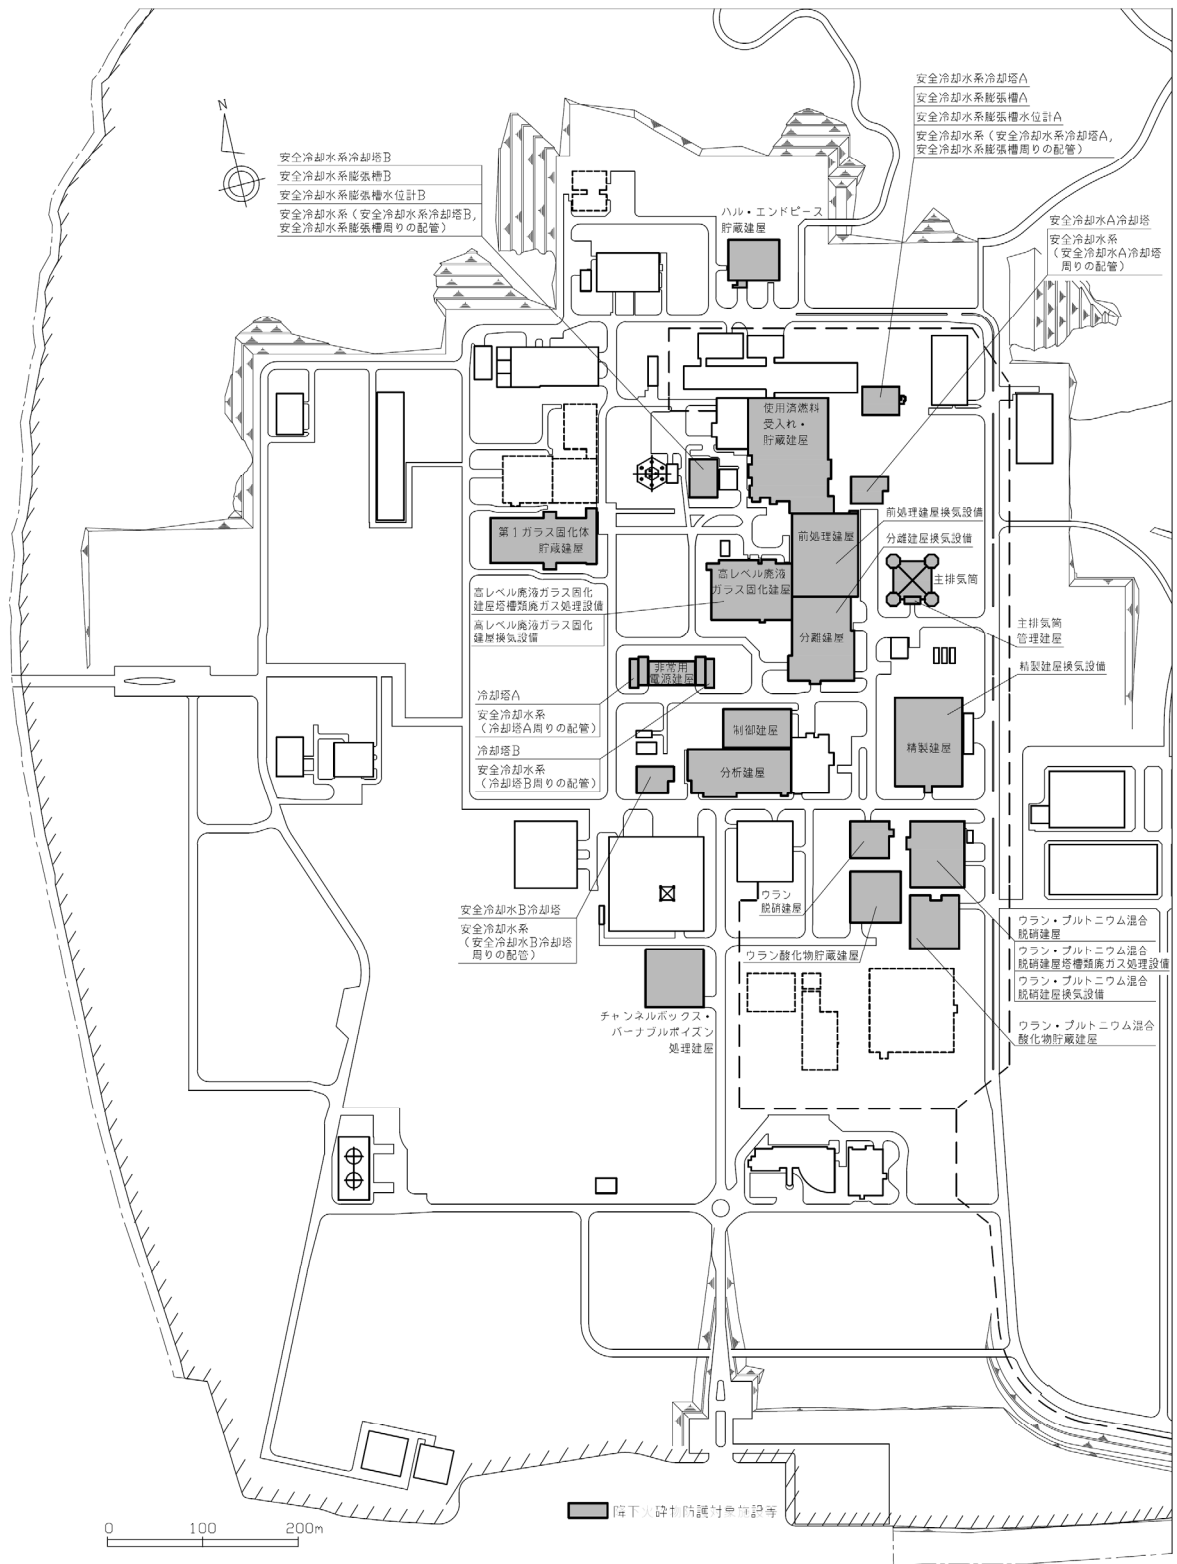 安全冷却水系冷却塔A
安全冷却水系膨張槽A
安全冷却水系膨張槽水位計A
安全冷却水系(安全冷却水系冷却塔A,
安全冷却水系膨張槽周りの配管)
N
安全冷却水系冷却塔B
安全冷却水系膨張槽B
安全冷却水系膨張槽水位計B
安全冷却水系(安全冷却水系冷却塔B,
安全冷却水系膨張槽周りの配管)
ハル・エンドピース
貯蔵建屋
安全冷却水A冷却塔
安全冷却水系
(安全冷却水A冷却塔
周りの配管)
使用済燃料
受入れ・
貯蔵建屋
前処理建屋換気設備
分離建屋換気設備
第1ガラス固化体
貯蔵建屋
前処理建屋
高レベル廃液
ガラス固化建屋
主排気筒
高レベル廃液ガラス固化
建屋塔槽類廃ガス処理設備
高レベル廃液ガラス固化
建屋換気設備
主排気筒
管理建屋
分離建屋
精製建屋換気設備
非常用
電源建屋
冷却塔A
安全冷却水系
(冷却塔A周りの配管)
冷却塔B
安全冷却水系
(冷却塔B周りの配管)
制御建屋
分析建屋
精製建屋
ウラン
脱硝建屋
安全冷却水B冷却塔
安全冷却水系
(安全冷却水B冷却塔
周りの配管)
ウラン酸化物貯蔵建屋
ウラン・プルトニウム混合
脱硝建屋
ウラン・プルトニウム混合
脱硝建屋塔槽類廃ガス処理設備
ウラン・プルトニウム混合
脱硝建屋換気設備
ウラン・プルトニウム混合
酸化物貯蔵建屋
チャンネルボックス・
バーナブルポイズン
処理建屋
降下火砕物防護対象施設等
0 100 200m